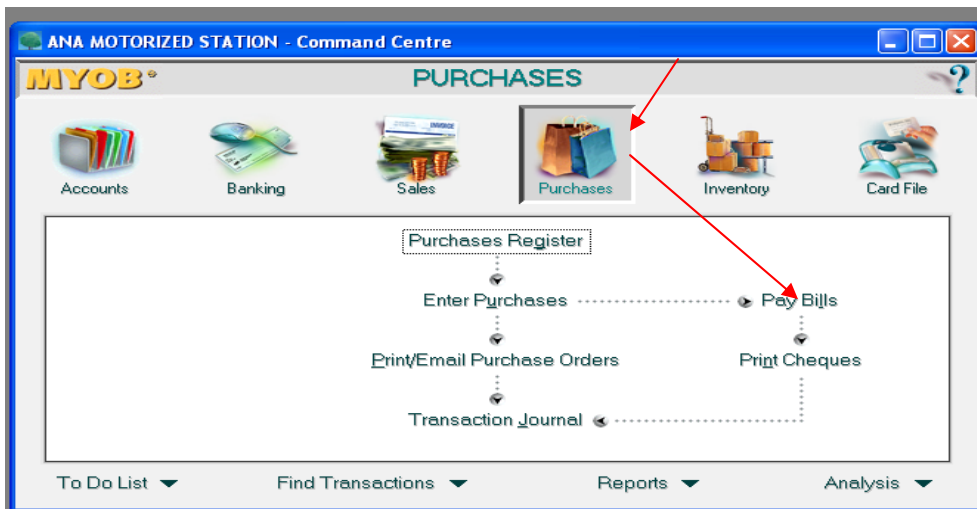 ANA MOTORIZED STATION - Command Centre
MYOB PURCHASES ?
Accounts Banking Sales Purchases Inventory Card File
INVOICE
Purchases Register
Enter Purchases Pay Bills
Print/Email Purchase Orders Print Cheques
Transaction Journal
To Do List Find Transactions Reports Analysis